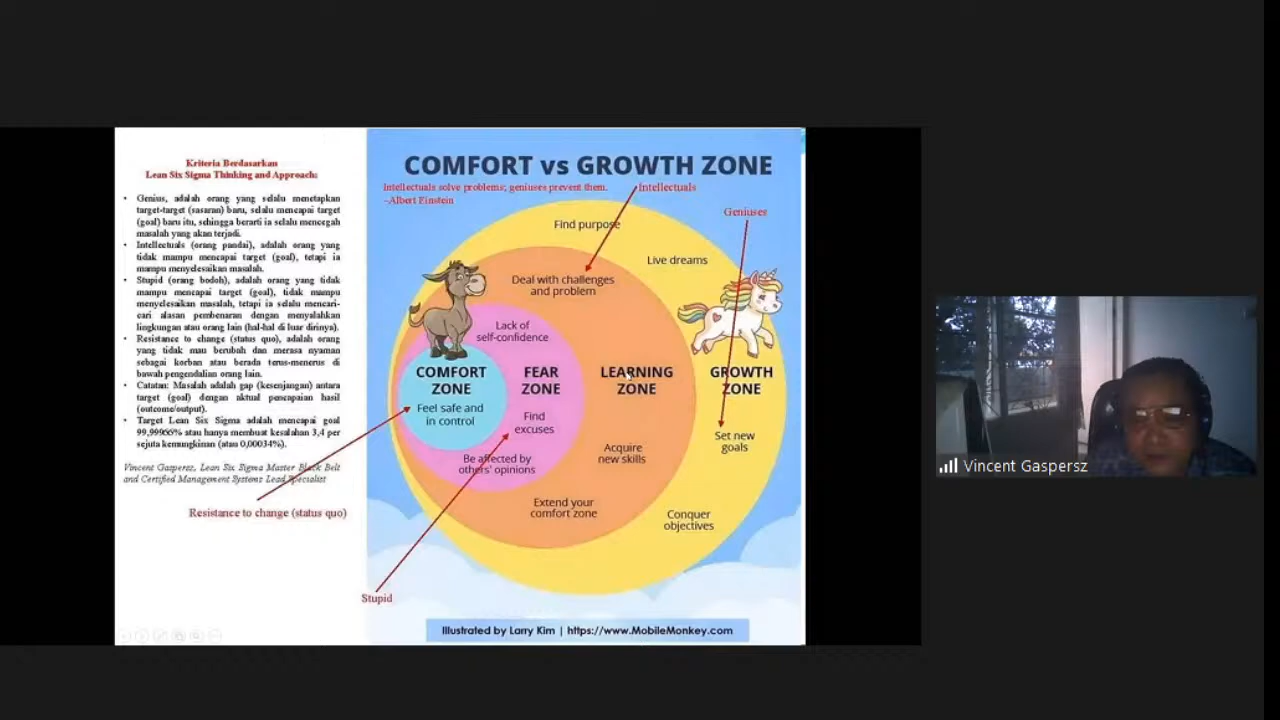 Kriteria Berdasarkan
Lean Six Sigma Thinking and Approach:
• Genius, adalah orang yang selalu menetapkan
target-target (sasaran) baru, selalu mencapai target
(goal) baru itu, sehingga berarti ia selalu mencegah
masalah yang akan terjadi.
• Intellectuals (orang pandai), adalah orang yang
tidak mampu mencapai target (goal), tetapi ia
mampu menyelesaikan masalah.
• Stupid (orang bodoh), adalah orang yang tidak
mampu mencapai target (goal), tidak mampu
menyelesaikan masalah, tetapi ia selalu mencari-
cari alasan pembenaran dengan menyalahkan
lingkungan atau orang lain (hal-hal di luar dirinya).
• Resistance to change (status quo), adalah orang
yang tidak mau berubah dan merasa nyaman
sebagai korban atau berada terus-menerus di
bawah pengendalian orang lain.
• Catatan: Masalah adalah gap (kesenjangan) antara
target (goal) dengan aktual pencapaian hasil
(outcome/output).
• Target Lean Six Sigma adalah mencapai goal
99,99966% atau hanya membuat kesalahan 3,4 per
sejuta kemungkinan (atau 0,00034%).
Vincent Gaspersz, Lean Six Sigma Master Black Belt
and Certified Management Systems Lead Specialist
Resistance to change (status quo)
Stupid
COMFORT vs GROWTH ZONE
Intellectuals solve problems; geniuses prevent them.
~Albert Einstein
Intellectuals
Geniuses
Find purpose
Live dreams
Deal with challenges
and problem
Lack of
self-confidence
COMFORT
ZONE
FEAR
ZONE
LEARNING
ZONE
GROWTH
ZONE
Feel safe and
in control
Find
excuses
Set new
goals
Acquire
new skills
Be affected by
others' opinions
Extend your
comfort zone
Conquer
objectives
Illustrated by Larry Kim | https://www.MobileMonkey.com
Vincent Gaspersz